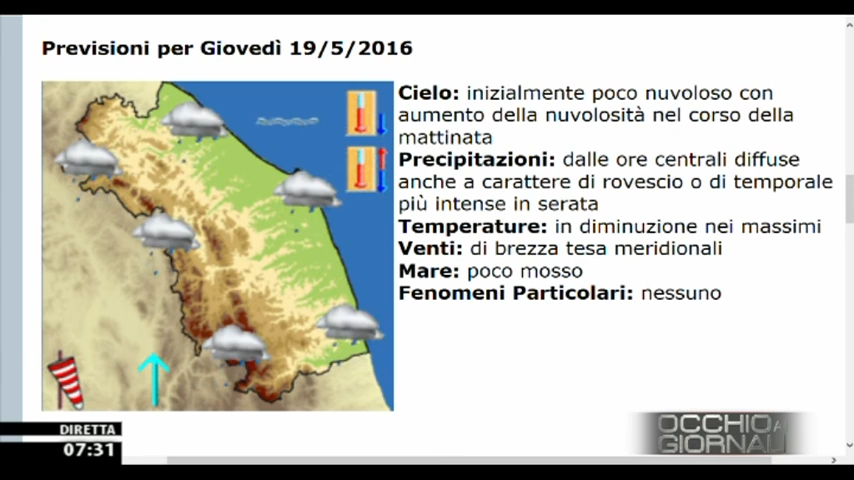 Previsioni per Giovedì 19/5/2016
Cielo: inizialmente poco nuvoloso con
aumento della nuvolosità nel corso della
mattinata
Precipitazioni: dalle ore centrali diffuse
anche a carattere di rovescio o di temporale
più intense in serata
Temperature: in diminuzione nei massimi
Venti: di brezza tesa meridionali
Mare: poco mosso
Fenomeni Particolari: nessuno
OCCHIO AI
GIORNALI
DIRETTA
07:31